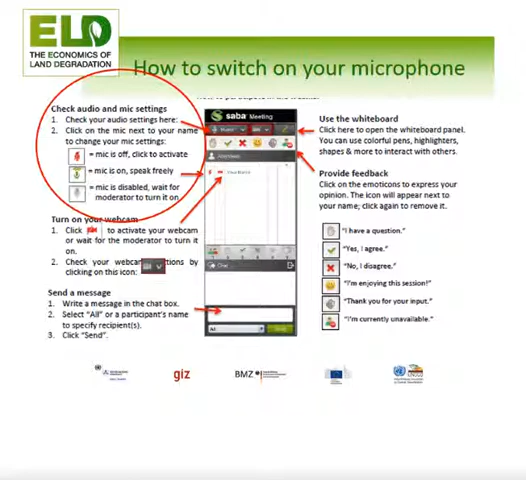 ELD
THE ECONOMICS OF
LAND DEGRADATION
How to switch on your microphone
Check audio and mic settings
1. Check your audio settings here:
2. Click on the mic next to your name
to change your mic settings:
= mic is off, click to activate
= mic is on, speak freely
= mic is disabled, wait for
moderator to turn it on
Turn on your webcam
1. Click to activate your webcam
or wait for the moderator to turn it
on.
2. Check your webcam tions by
clicking on this icon:
Send a message
1. Write a message in the chat box.
2. Select "All" or a participant's name
to specify recipient(s).
3. Click "Send".
saba Meeting
Chat
All
Use the whiteboard
Click here to open the whiteboard panel.
You can use colorful pens, highlighters,
shapes & more to interact with others.
Provide feedback
Click on the emoticons to express your
opinion. The icon will appear next to
your name; click again to remove it.
"I have a question."
"Yes, I agree."
"No, I disagree."
"I'm enjoying this session!"
"Thank you for your input."
"I'm currently unavailable."
giz
BMZ